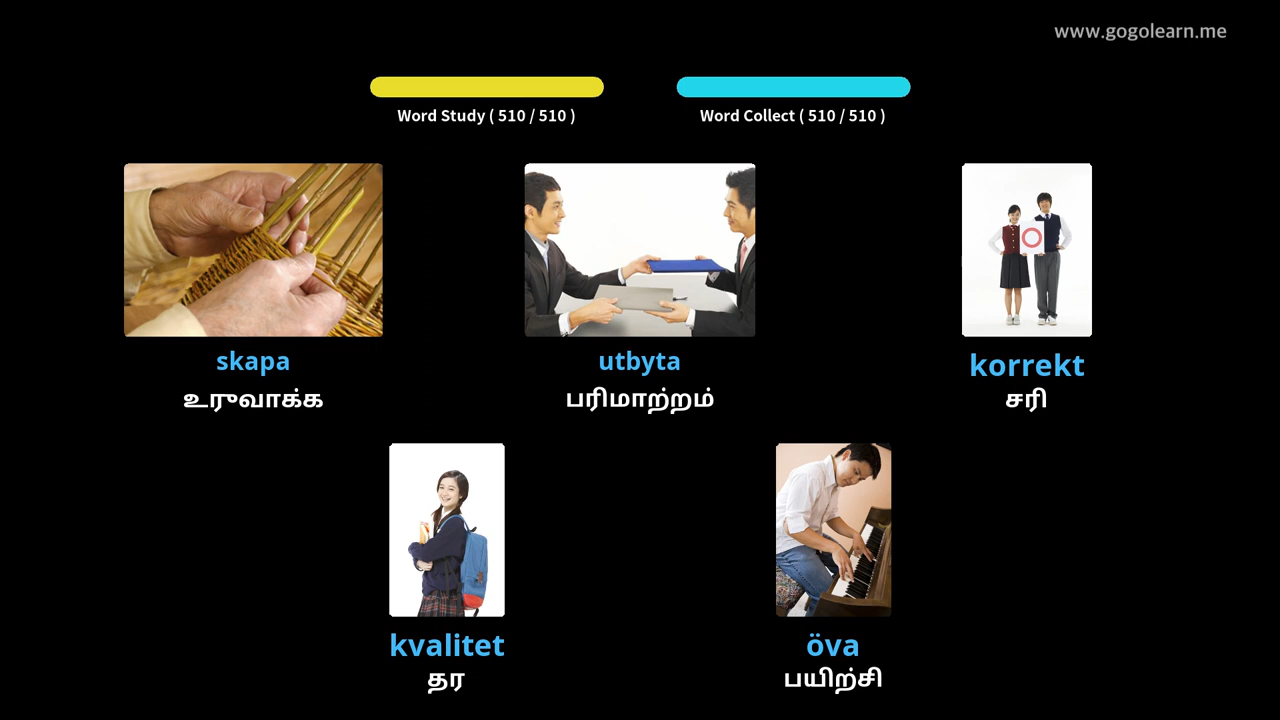 www.gogolearn.me
Word Study ( 510 / 510 )
Word Collect ( 510 / 510 )
skapa
உருவாக்க
utbyta
பரிமாற்றம்
korrekt
சரி
kvalitet
தர
öva
பயிற்சி